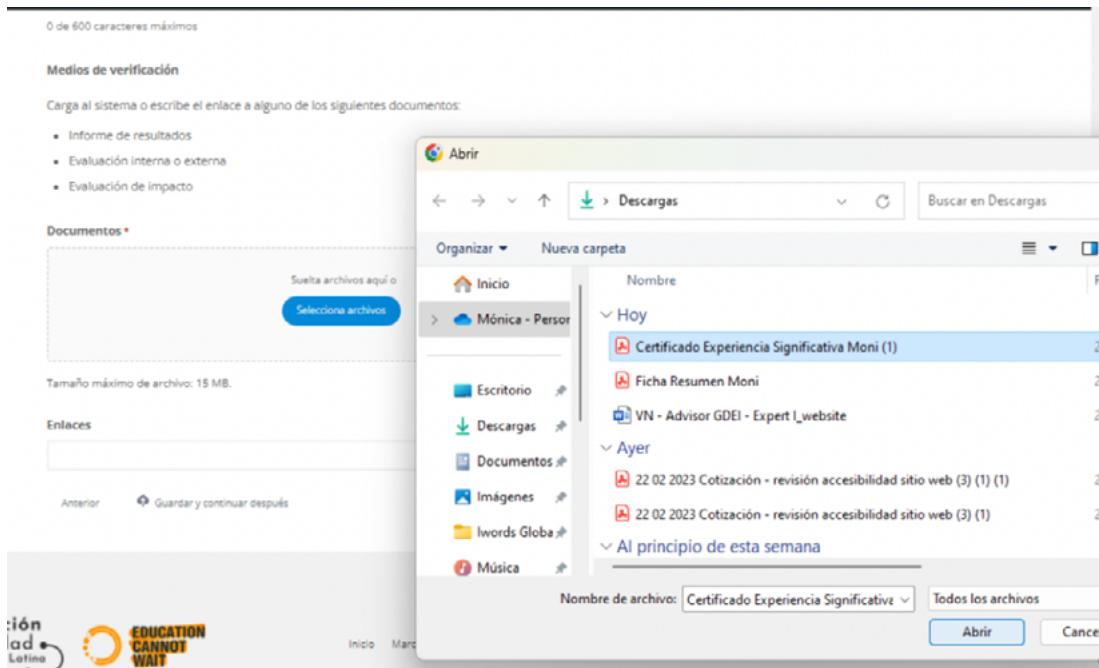 0 de 600 caracteres máximos
Medios de verificación
Carga al sistema o escribe el enlace a alguno de los siguientes documentos:
Informe de resultados
Evaluación interna o externa
Evaluación de impacto
Documentos *
Suelta archivos aquí o
Selecciona archivos
Tamaño máximo de archivo: 15 MB.
Enlaces
Anterior
Guardar y continuar después
EDUCATION
CANNOT
WAIT
Inicio
Abrir
Descargas
Buscar en Descargas
Organizar
Nueva carpeta
Inicio
Mónica - Person
Escritorio
Descargas
Documentos
Imágenes
Iwords Globa
Música
Nombre
Hoy
Certificado Experiencia Significativa Moni (1)
Ficha Resumen Moni
VN - Advisor GDEI - Expert I_website
Ayer
22 02 2023 Cotización - revisión accesibilidad sitio web (3) (1) (1)
22 02 2023 Cotización - revisión accesibilidad sitio web (3) (1)
Al principio de esta semana
Nombre de archivo: Certificado Experiencia Significativa
Todos los archivos
Abrir
Cance